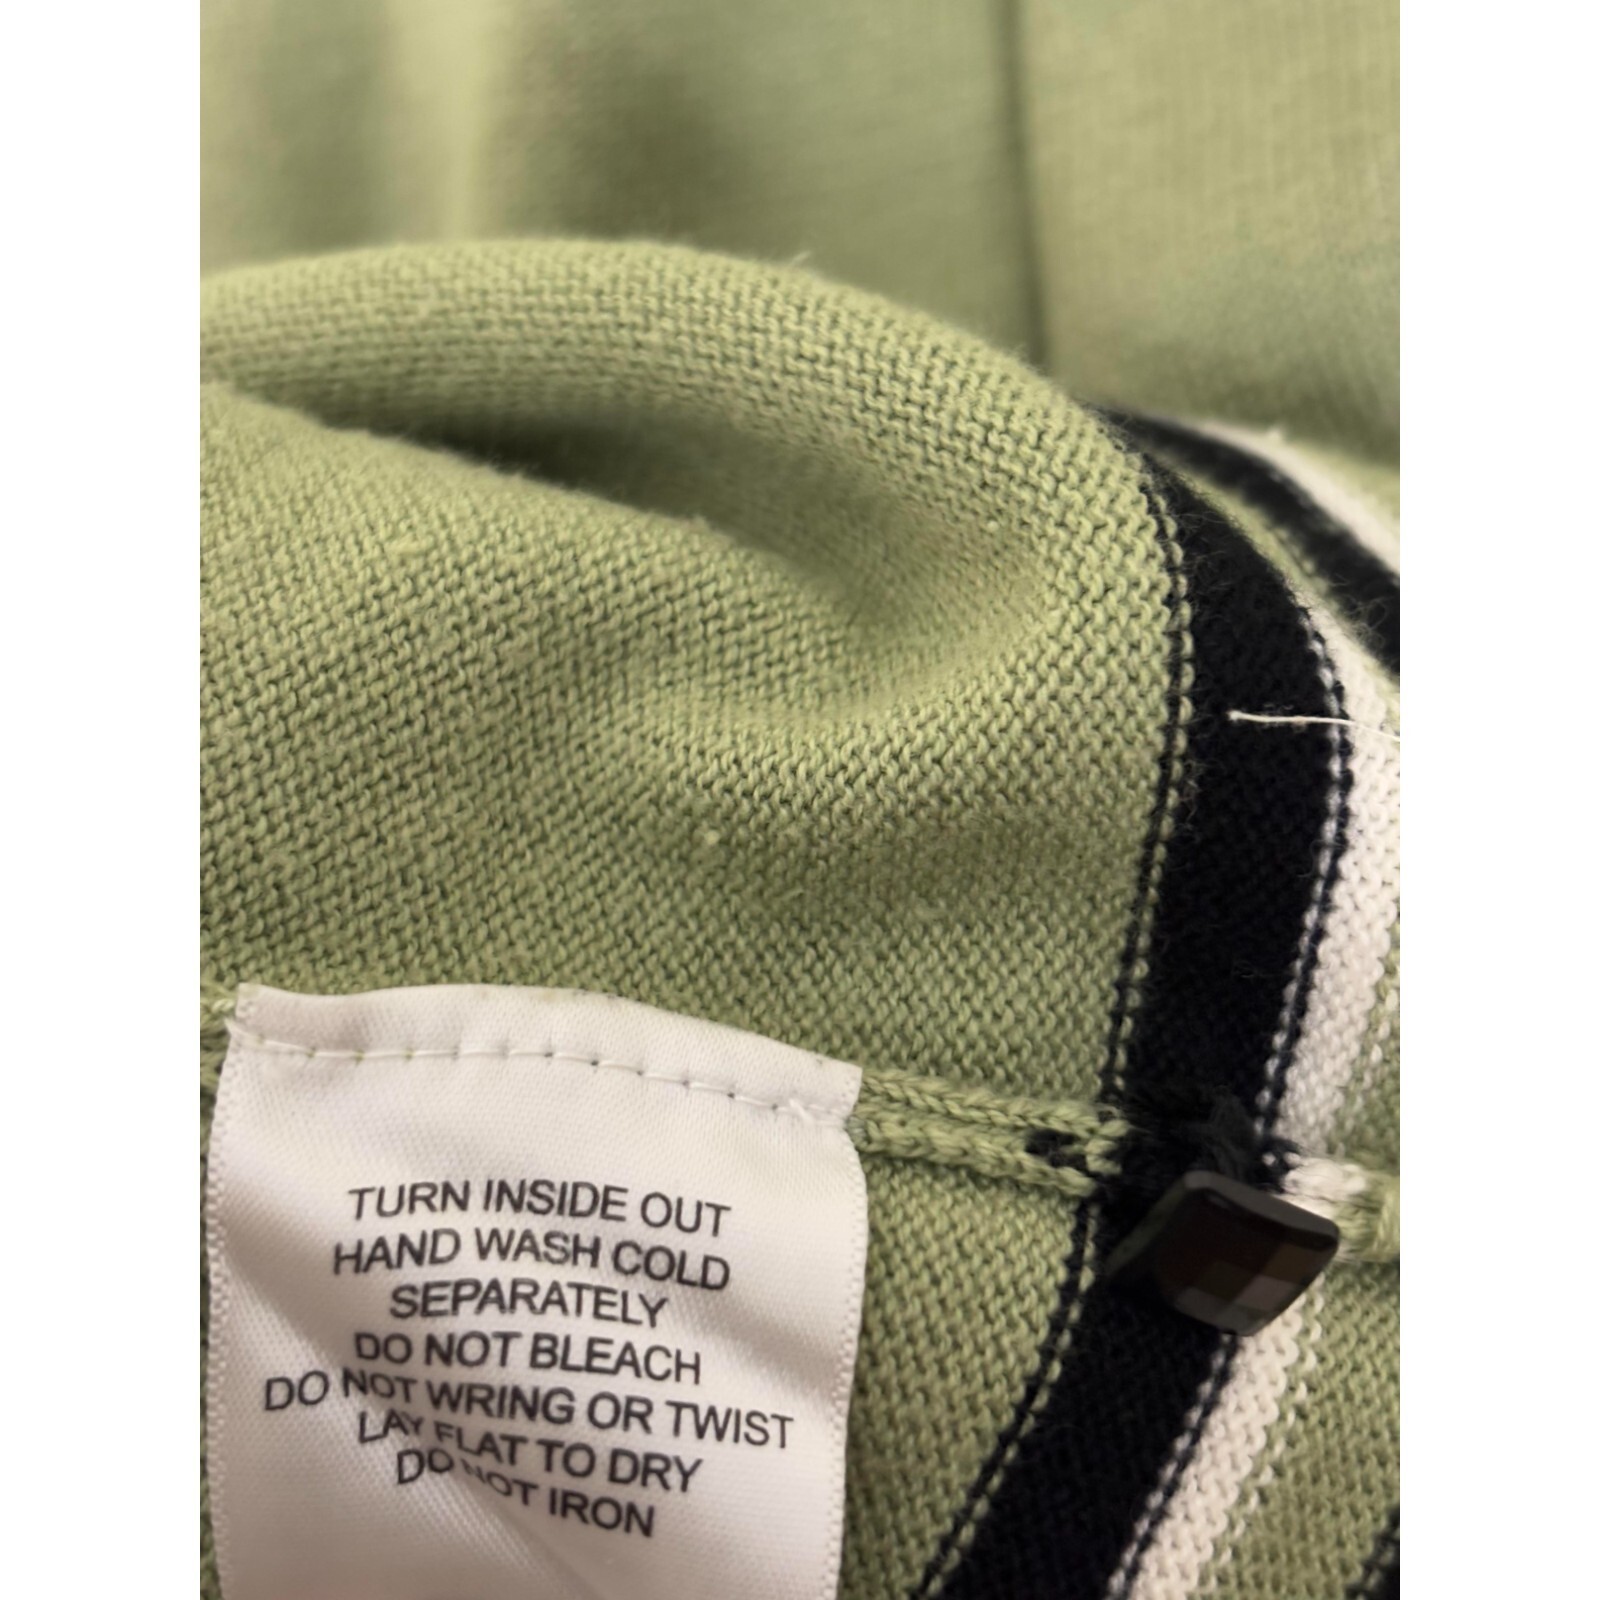 TURN INSIDE OUT
HAND WASH COLD
SEPARATELY
DO NOT BLEACH
DO NOT WRING OR TWIST
LAY FLAT TO DRY
DO NOT IRON